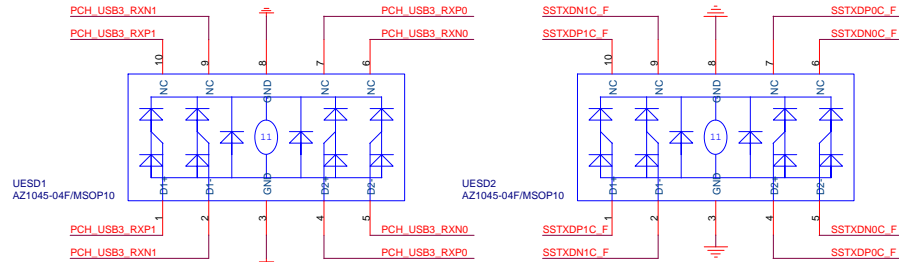 PCH_USB3_RXN1 PCH_USB3_RXP0 SSTXDN1C_F SSTXDP0C_F
PCH_USB3_RXP1 PCH_USB3_RXN0 SSTXDP1C_F SSTXDN0C_F
10 9 8 7 6 10 9 8 7 6
NC NC GND NC NC NC NC GND NC NC
11 11
UESD1 UESD2
AZ1045-04F/MSOP10 AZ1045-04F/MSOP10
D1+ D1- GND D2+ D2- D1+ D1- GND D2+ D2-
1 2 3 4 5 1 2 3 4 5
PCH_USB3_RXP1 PCH_USB3_RXN0 SSTXDP1C_F SSTXDN0C_F
PCH_USB3_RXN1 PCH_USB3_RXP0 SSTXDN1C_F SSTXDP0C_F